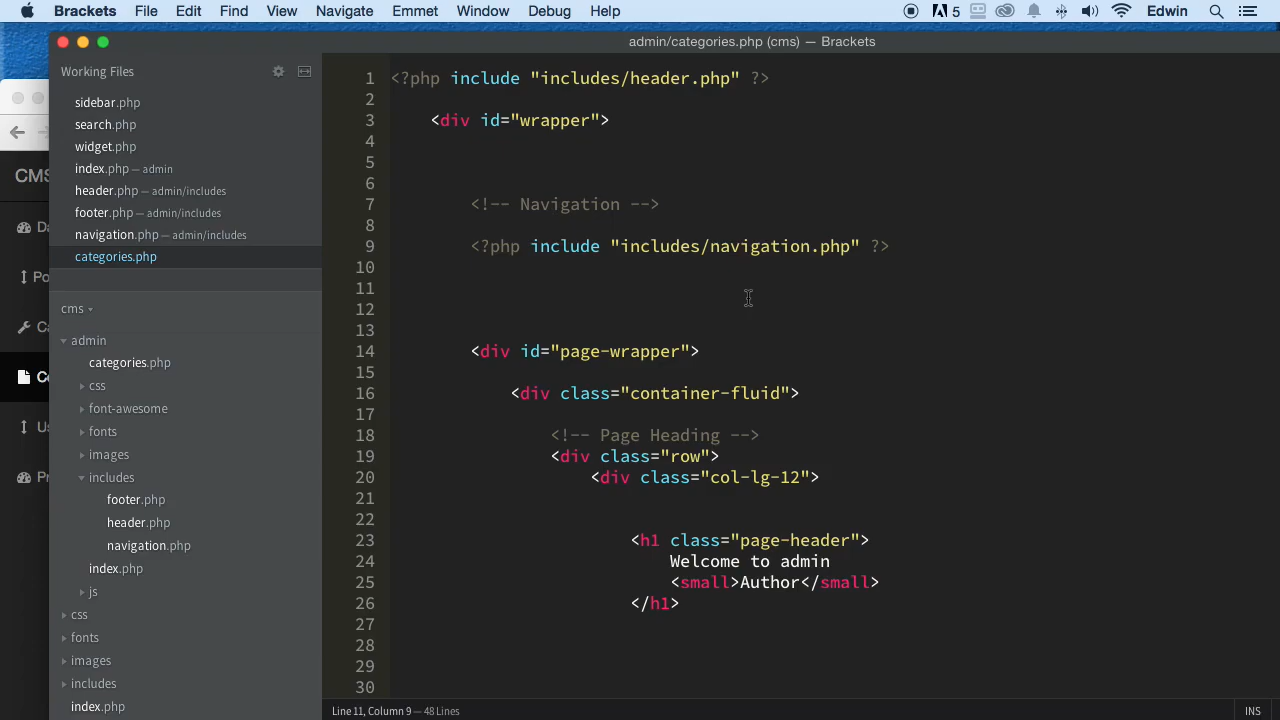 Brackets File Edit Find View Navigate Emmet Window Debug Help 5 Edwin
admin/categories.php (cms) — Brackets
Working Files
sidebar.php
search.php
widget.php
index.php — admin
header.php — admin/includes
footer.php — admin/includes
navigation.php — admin/includes
categories.php
cms
admin
categories.php
css
font-awesome
fonts
images
includes
footer.php
header.php
navigation.php
index.php
js
css
fonts
images
includes
index.php
CMS
Da
Po
Ca
Co
Us
Pr
1 <?php include "includes/header.php" ?>
2
3 <div id="wrapper">
4
5
6
7 <!-- Navigation -->
8
9 <?php include "includes/navigation.php" ?>
10
11
12
13
14 <div id="page-wrapper">
15
16 <div class="container-fluid">
17
18 <!-- Page Heading -->
19 <div class="row">
20 <div class="col-lg-12">
21
22
23 <h1 class="page-header">
24 Welcome to admin
25 <small>Author</small>
26 </h1>
27
28
29
30
Line 11, Column 9 — 48 Lines
INS